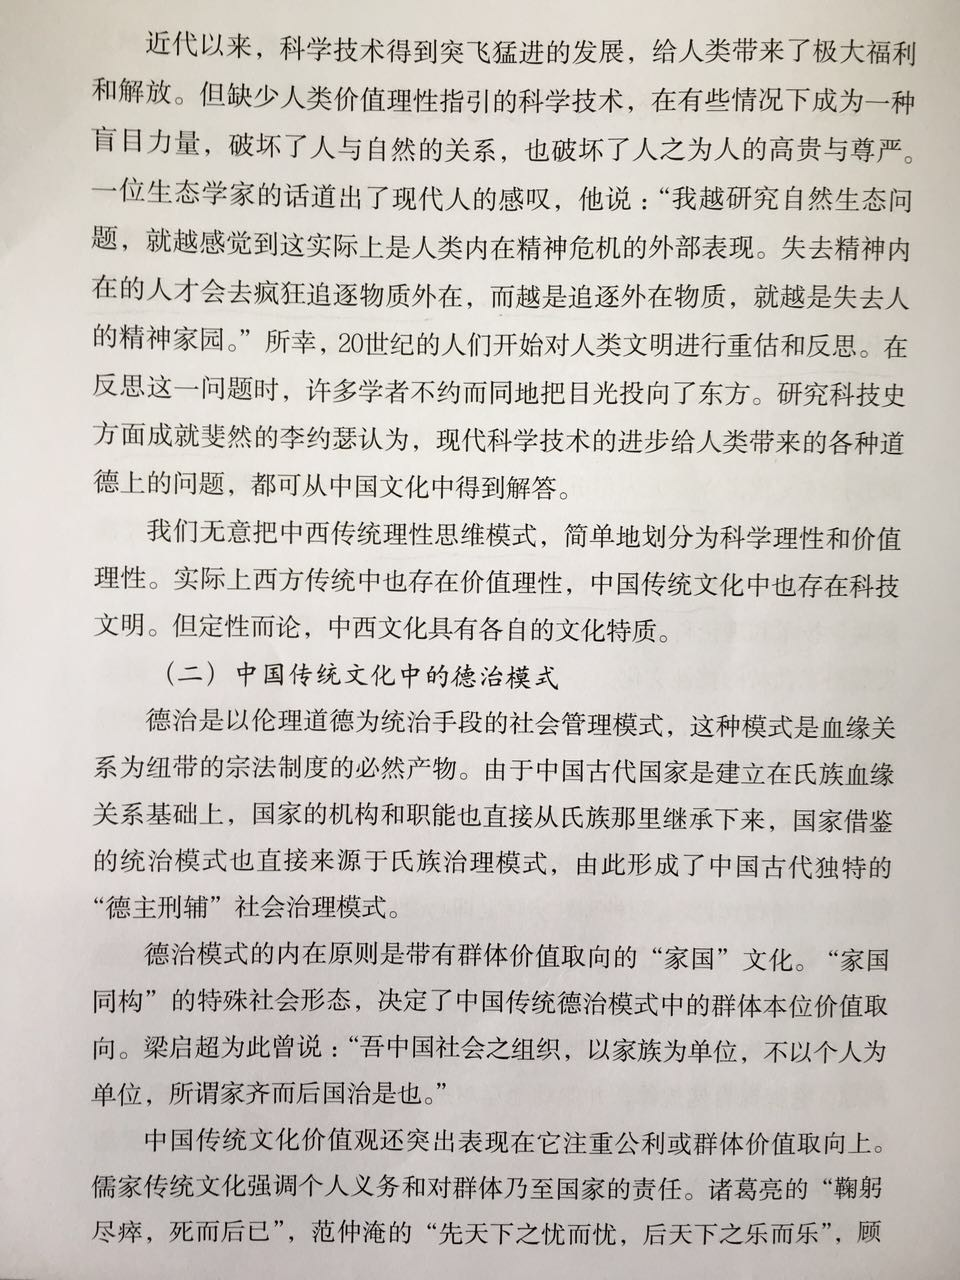 近代以来，科学技术得到突飞猛进的发展，给人类带来了极大福利
和解放。但缺少人类价值理性指引的科学技术，在有些情况下成为一种
盲目力量，破坏了人与自然的关系，也破坏了人之为人的高贵与尊严。
一位生态学家的话道出了现代人的感叹，他说：“我越研究自然生态问
题，就越感觉到这实际上是人类内在精神危机的外部表现。失去精神内
在的人才会去疯狂追逐物质外在，而越是追逐外在物质，就越是失去人
的精神家园。”所幸，20世纪的人们开始对人类文明进行重估和反思。在
反思这一问题时，许多学者不约而同地把目光投向了东方。研究科技史
方面成就斐然的李约瑟认为，现代科学技术的进步给人类带来的各种道
德上的问题，都可从中国文化中得到解答。
我们无意把中西传统理性思维模式，简单地划分为科学理性和价值
理性。实际上西方传统中也存在价值理性，中国传统文化中也存在科技
文明。但定性而论，中西文化具有各自的文化特质。
（二）中国传统文化中的德治模式
德治是以伦理道德为统治手段的社会管理模式，这种模式是血缘关
系为纽带的宗法制度的必然产物。由于中国古代国家是建立在氏族血缘
关系基础上，国家的机构和职能也直接从氏族那里继承下来，国家借鉴
的统治模式也直接来源于氏族治理模式，由此形成了中国古代独特的
“德主刑辅”社会治理模式。
德治模式的内在原则是带有群体价值取向的“家国”文化。“家国
同构”的特殊社会形态，决定了中国传统德治模式中的群体本位价值取
向。梁启超为此曾说：“吾中国社会之组织，以家族为单位，不以个人为
单位，所谓家齐而后国治是也。”
中国传统文化价值观还突出表现在它注重公利或群体价值取向上。
儒家传统文化强调个人义务和对群体乃至国家的责任。诸葛亮的“鞠躬
尽瘁，死而后已”，范仲淹的“先天下之忧而忧，后天下之乐而乐”，顾